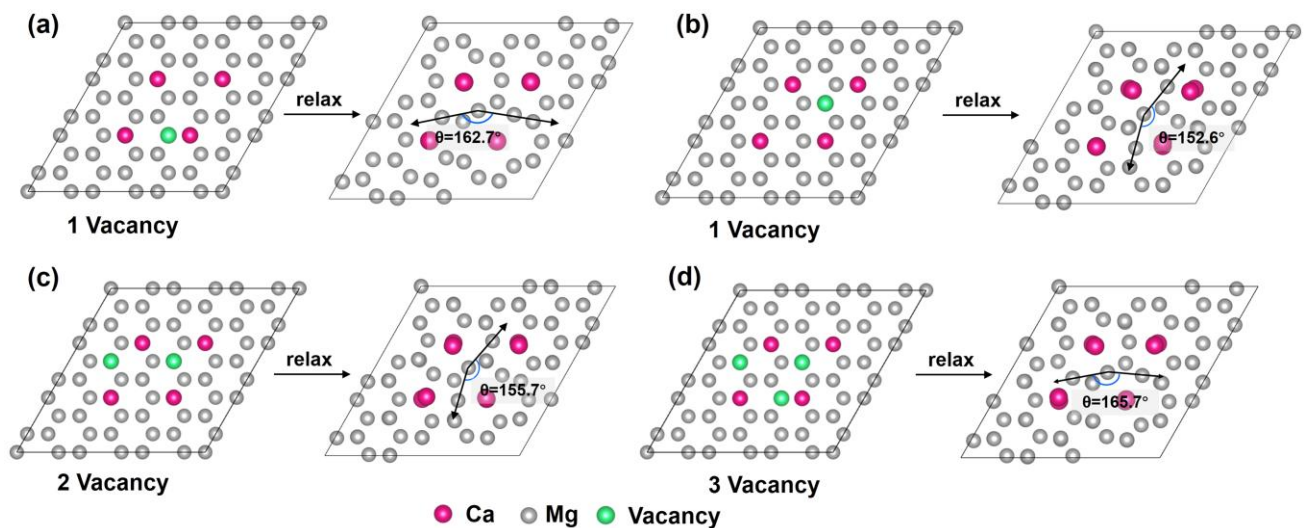 (a)
relax
θ=162.7°
1 Vacancy
(b)
relax
θ=152.6°
1 Vacancy
(c)
relax
θ=155.7°
2 Vacancy
(d)
relax
θ=165.7°
3 Vacancy
Ca Mg Vacancy